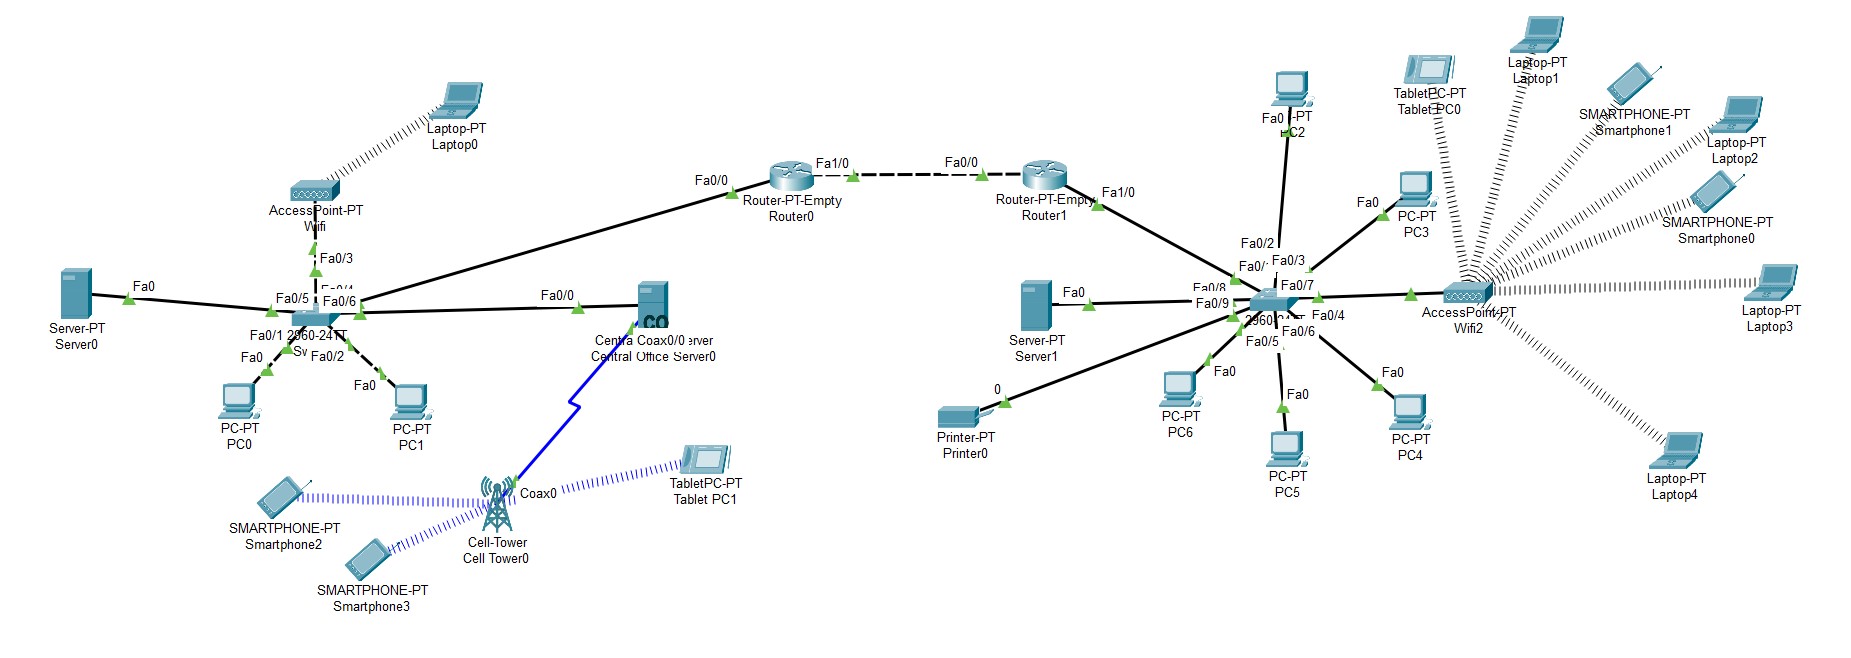 Laptop-PT
Laptop0
AccessPoint-PT
Wifi
Fa0/3
Server-PT
Server0
Fa0
Fa0/5
Fa0/6
Fa0/1
2960-24TT
Fa0/2
Fa0
PC-PT
PC0
Fa0
PC-PT
PC1
Fa0/0
Fa0/0
Coax0/0
Central Office Server0
CO
SMARTPHONE-PT
Smartphone2
SMARTPHONE-PT
Smartphone3
Coax0
Cell-Tower
Cell Tower0
TabletPC-PT
Tablet PC1
Fa1/0
Router-PT-Empty
Router0
Fa0/0
Router-PT-Empty
Router1
Fa1/0
Fa0
Fa0/2
Fa0/3
Fa0/7
Fa0/8
Fa0/9
Fa0/4
Fa0/6
Fa0/5
Fa0
PC-PT
PC3
Fa0
Server-PT
Server1
0
Printer-PT
Printer0
Fa0
PC-PT
PC6
Fa0
PC-PT
PC5
Fa0
PC-PT
PC4
AccessPoint-PT
Wifi2
TabletPC-PT
Tablet PC0
Laptop-PT
Laptop1
SMARTPHONE-PT
Smartphone1
Laptop-PT
Laptop2
SMARTPHONE-PT
Smartphone0
Laptop-PT
Laptop3
Laptop-PT
Laptop4